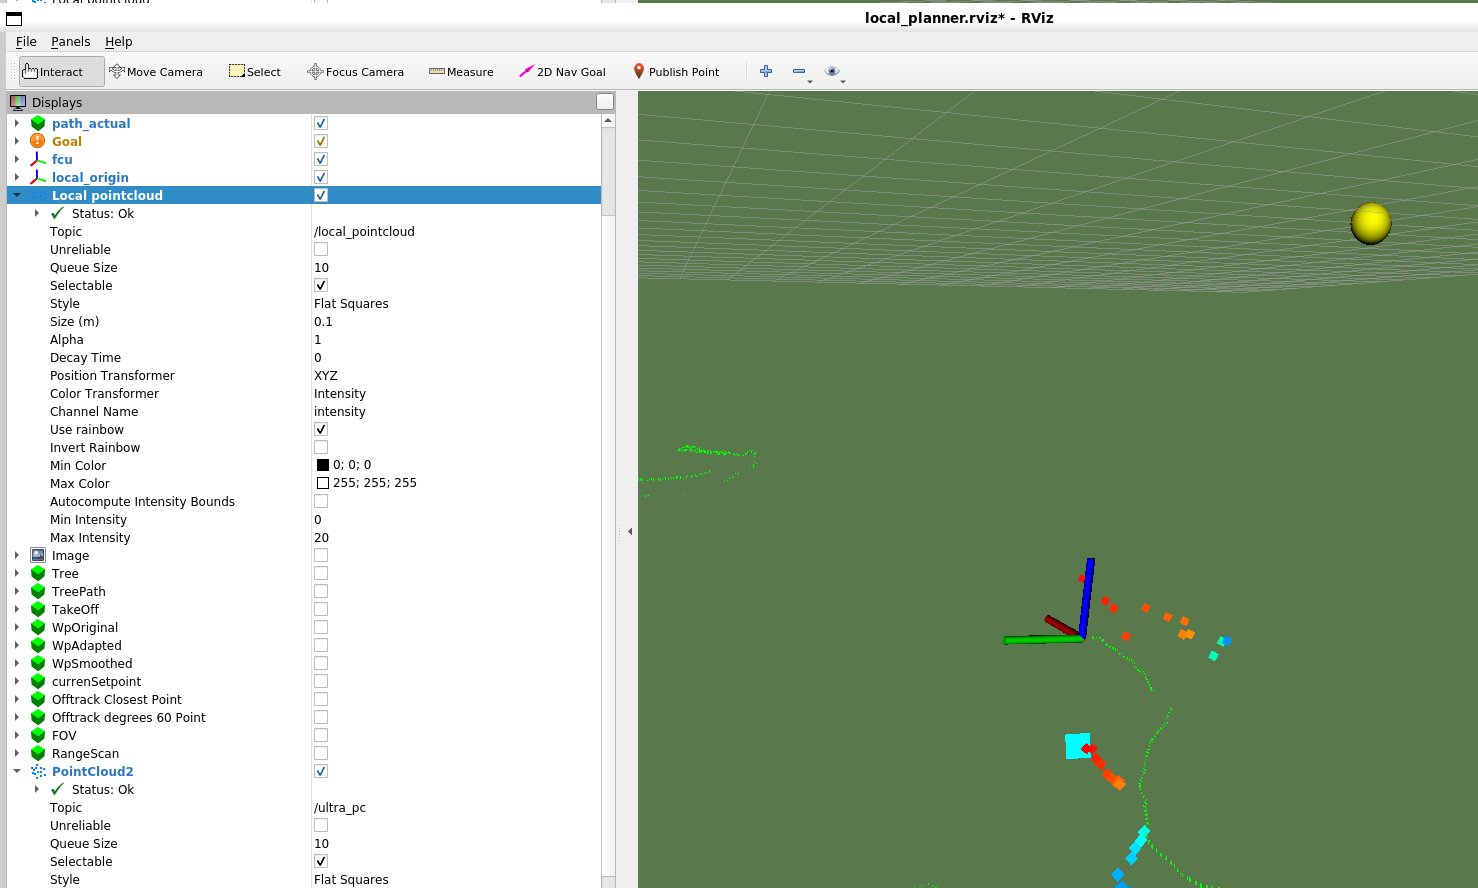 Local pointcloud
local_planner.rviz* - RViz
File Panels Help
Interact Move Camera Select Focus Camera Measure 2D Nav Goal Publish Point
Displays
path_actual
Goal
fcu
local_origin
Local pointcloud
Status: Ok
Topic /local_pointcloud
Unreliable
Queue Size 10
Selectable
Style Flat Squares
Size (m) 0.1
Alpha 1
Decay Time 0
Position Transformer XYZ
Color Transformer Intensity
Channel Name intensity
Use rainbow
Invert Rainbow
Min Color 0; 0; 0
Max Color 255; 255; 255
Autocompute Intensity Bounds
Min Intensity 0
Max Intensity 20
Image
Tree
TreePath
TakeOff
WpOriginal
WpAdapted
WpSmoothed
currenSetpoint
Offtrack Closest Point
Offtrack degrees 60 Point
FOV
RangeScan
PointCloud2
Status: Ok
Topic /ultra_pc
Unreliable
Queue Size 10
Selectable
Style Flat Squares